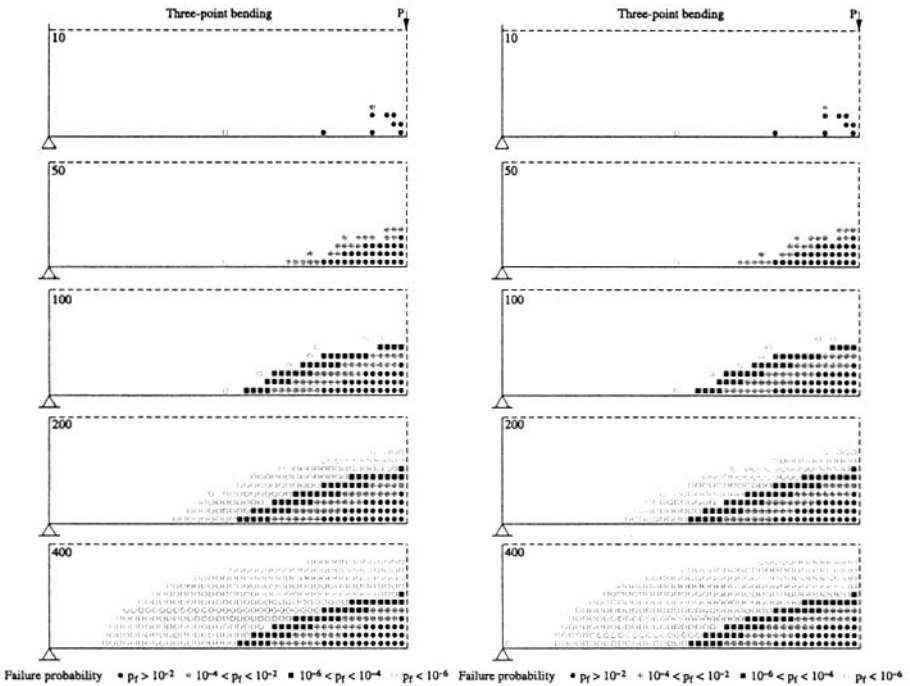 Three-point bending P
10
50
100
200
400
Failure probability ● pf > 10⁻² 10⁻⁴ < pf < 10⁻² ■ 10⁻⁶ < pf < 10⁻⁴ pf < 10⁻⁶
Three-point bending P
10
50
100
200
400
Failure probability ● pf > 10⁻² 10⁻⁴ < pf < 10⁻² ■ 10⁻⁶ < pf < 10⁻⁴ pf < 10⁻⁶